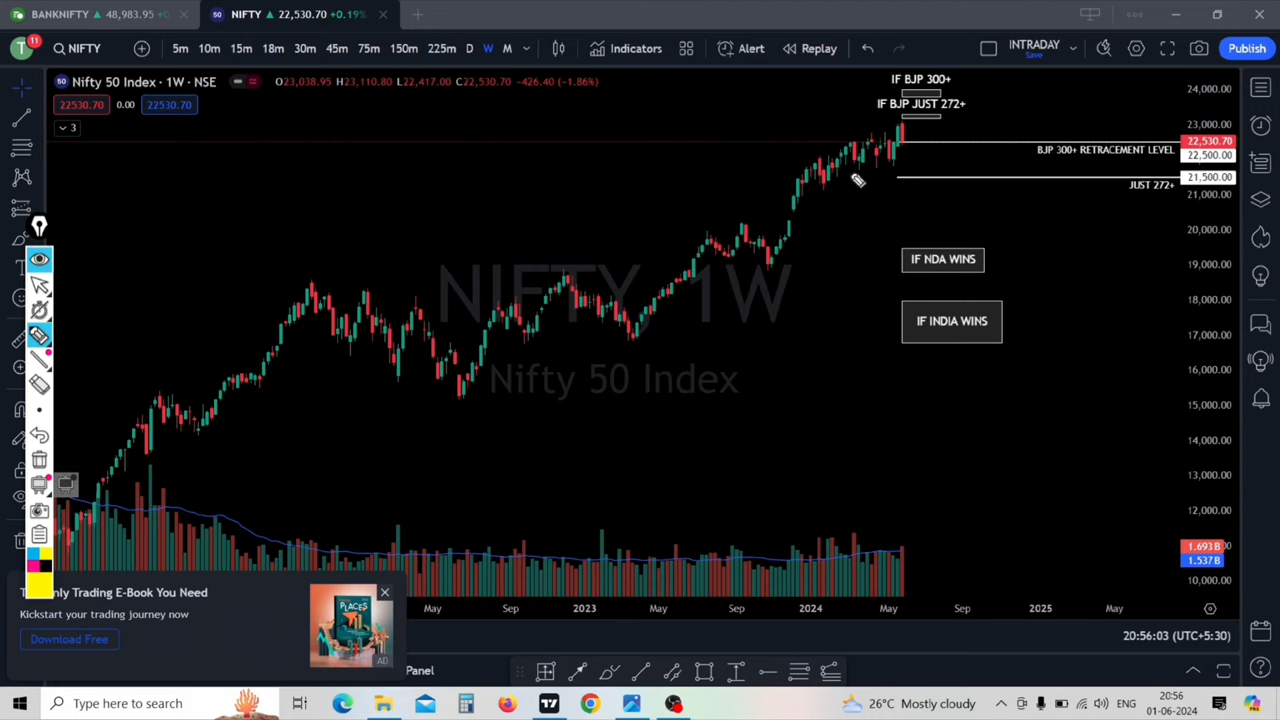 BANKNIFTY ▲ 48,983.95 +0
NIFTY ▲ 22,530.70 +0.19%
11
T
NIFTY
5m 10m 15m 18m 30m 45m 75m 150m 225m D W M
Indicators
Alert
Replay
INTRADAY
Save
Publish
50 Nifty 50 Index · 1W · NSE
O23,038.95 H23,110.80 L22,417.00 C22,530.70 -426.40 (-1.86%)
22530.70 0.00 22530.70
3
IF BJP 300+
IF BJP JUST 272+
BJP 300+ RETRACEMENT LEVEL
JUST 272+
IF NDA WINS
IF INDIA WINS
NIFTY, 1W
Nifty 50 Index
24,000.00
23,000.00
22,530.70
22,500.00
21,500.00
21,000.00
20,000.00
19,000.00
18,000.00
17,000.00
16,000.00
15,000.00
14,000.00
13,000.00
12,000.00
1.693B
1.537B
10,000.00
May Sep 2023 May Sep 2024 May Sep 2025 May
nly Trading E-Book You Need
Kickstart your trading journey now
Download Free
PLACES
AD
20:56:03 (UTC+5:30)
Panel
Type here to search
26°C Mostly cloudy
ENG
20:56
01-06-2024